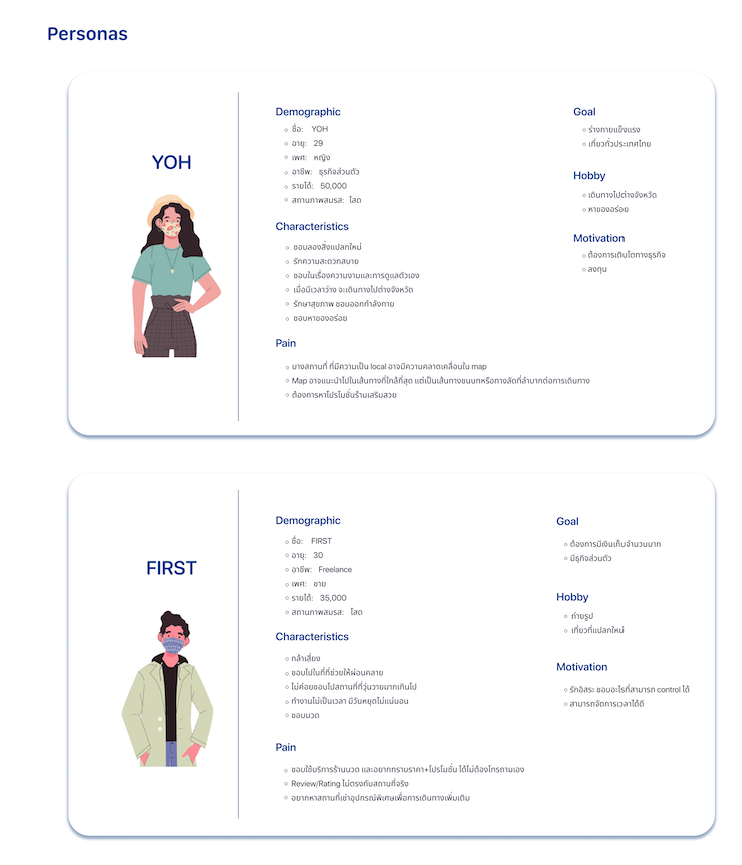 Personas
YOH
Demographic
ชื่อ: YOH
อายุ: 29
เพศ: หญิง
อาชีพ: ธุรกิจส่วนตัว
รายได้: 50,000
สถานภาพสมรส: โสด
Characteristics
ชอบลองสิ่งแปลกใหม่
รักความสะดวกสบาย
ชอบในเรื่องความงามและการดูแลตัวเอง
เมื่อมีเวลาว่าง จะเดินทางไปต่างจังหวัด
รักษาสุขภาพ ชอบออกกำลังกาย
ชอบหาของอร่อย
Pain
บางสถานที่ ที่มีความเป็น local อาจมีความคลาดเคลื่อนใน map
Map อาจแนะนำไปในเส้นทางที่ใกล้ที่สุด แต่เป็นเส้นทางชนบทหรือทางลัดที่ลำบากต่อการเดินทาง
ต้องการหาโปรโมชั่นร้านเสริมสวย
Goal
ร่างกายแข็งแรง
เที่ยวทั่วประเทศไทย
Hobby
เดินทางไปต่างจังหวัด
หาของอร่อย
Motivation
ต้องการเติบโตทางธุรกิจ
ลงทุน
FIRST
Demographic
ชื่อ: FIRST
อายุ: 30
อาชีพ: Freelance
เพศ: ชาย
รายได้: 35,000
สถานภาพสมรส: โสด
Characteristics
กล้าเสี่ยง
ชอบไปในที่ที่ช่วยให้ผ่อนคลาย
ไม่ค่อยชอบไปสถานที่ที่วุ่นวายมากเกินไป
ทำงานไม่เป็นเวลา มีวันหยุดไม่แน่นอน
ชอบนวด
Pain
ชอบใช้บริการร้านนวด และอยากทราบราคา+โปรโมชั่น ได้ไม่ต้องโทรถามเอง
Review/Rating ไม่ตรงกับสถานที่จริง
อยากหาสถานที่เช่าอุปกรณ์พิเศษเพื่อการเดินทางเพิ่มเติม
Goal
ต้องการมีเงินเก็บจำนวนมาก
มีธุรกิจส่วนตัว
Hobby
ถ่ายรูป
เที่ยวที่แปลกใหม่
Motivation
รักอิสระ ชอบอะไรที่สามารถ control ได้
สามารถจัดการเวลาได้ดี